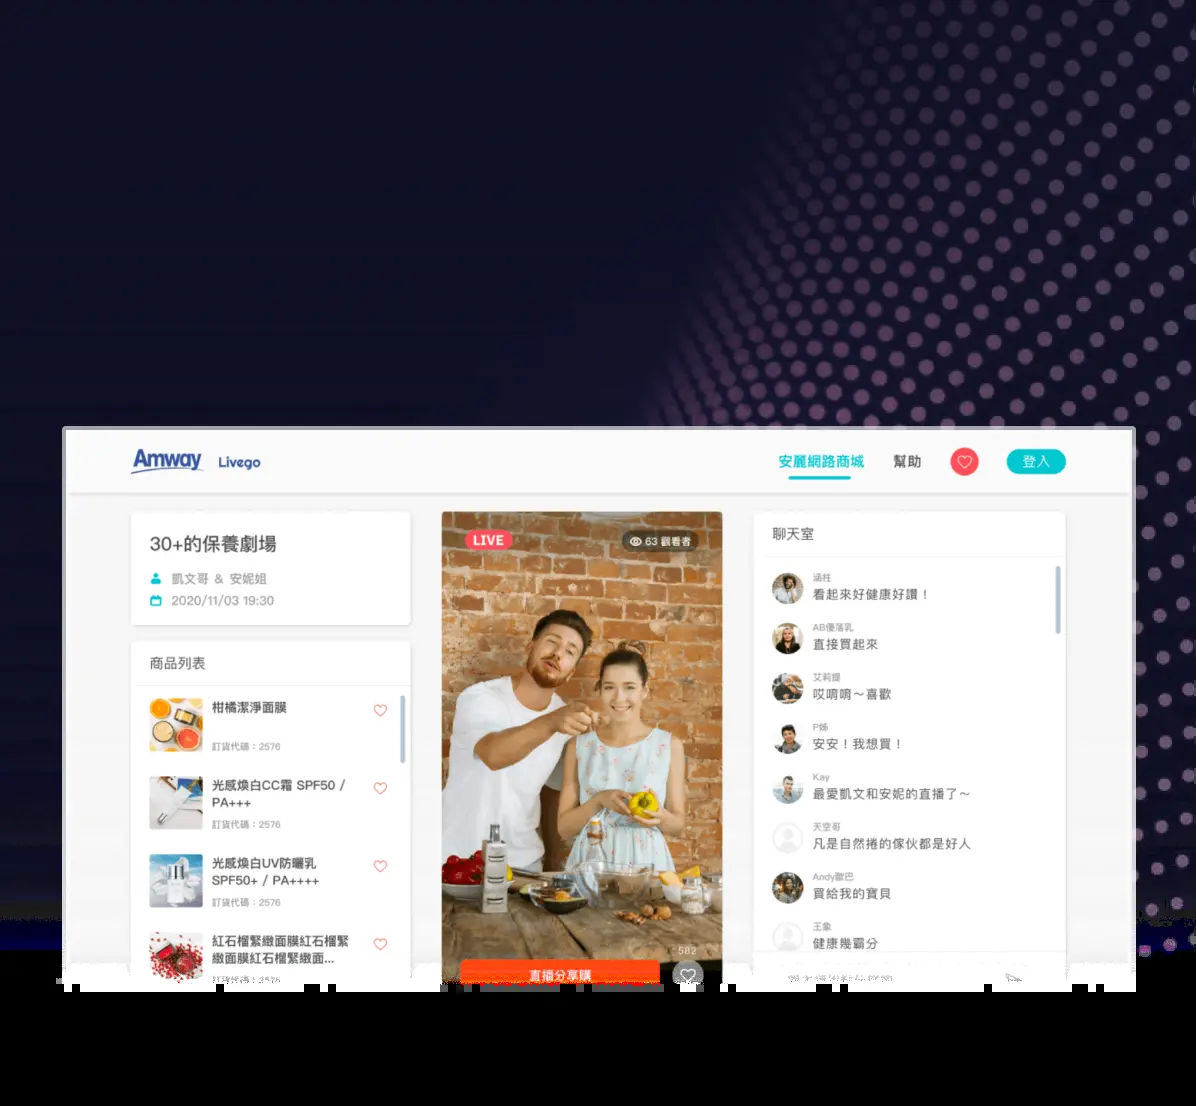 Amway Livego
安麗網路商城 幫助 登入
30+的保養劇場
凱文哥 & 安妮姐
2020/11/03 19:30
商品列表
柑橘潔淨面膜
訂貨代碼：2576
光感煥白CC霜 SPF50 /
PA+++
訂貨代碼：2576
光感煥白UV防曬乳
SPF50+ / PA++++
訂貨代碼：2576
紅石榴緊緻面膜紅石榴緊
緻面膜紅石榴緊緻面...
訂貨代碼：2576
LIVE
63 觀看者
582
直播分享購
聊天室
涵柱
看起來好健康好讚！
AB優落乳
直接買起來
艾莉提
哎唷唷～喜歡
P姊
安安！我想買！
Kay
最愛凱文和安妮的直播了～
天空哥
凡是自然捲的傢伙都是好人
Andy歐巴
買給我的寶貝
王象
健康幾霸分